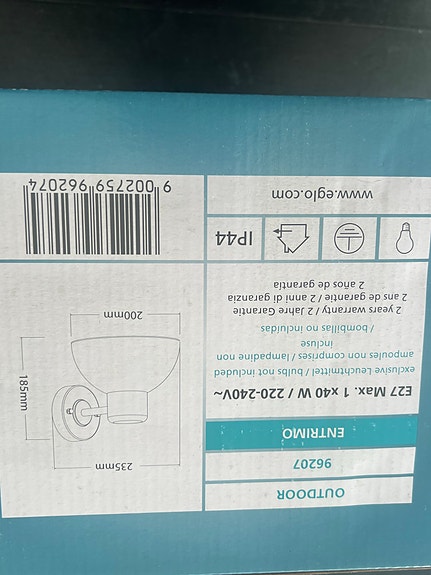 OUTDOOR
96207
ENTRIMO
E27 Max. 1 x40 W / 220-240V~
exclusive Leuchtmittel / bulbs not included
ampoules non comprises / lampadine non
incluse
/ bombillas no incluidas
2 years warranty / 2 Jahre Garantie
2 ans de garantie / 2 anni di garanzia
2 años de garantía
IP44
www.eglo.com
235mm
185mm
200mm
9 002759 962074